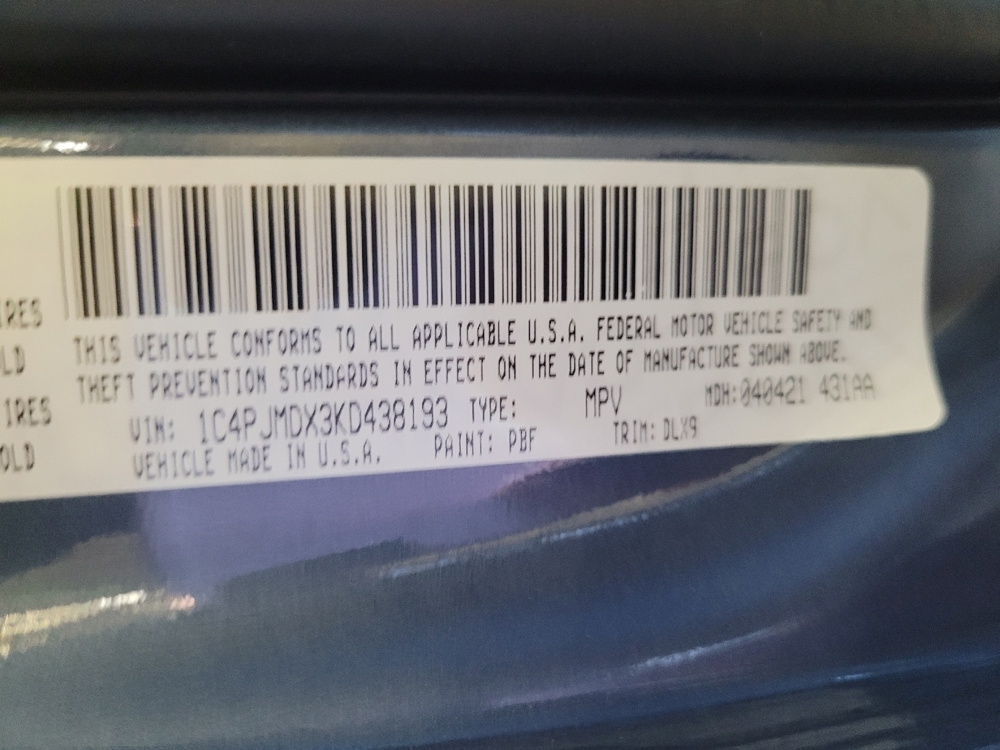 IRES
OLD
IRES
OLD
THIS VEHICLE CONFORMS TO ALL APPLICABLE U.S.A. FEDERAL MOTOR VEHICLE SAFETY AND
THEFT PREVENTION STANDARDS IN EFFECT ON THE DATE OF MANUFACTURE SHOWN ABOVE.
VIN: 1C4PJMDX3KD438193 TYPE: MPV MDH:040421 431AA
VEHICLE MADE IN U.S.A. PAINT: PBF TRIM: DLX9